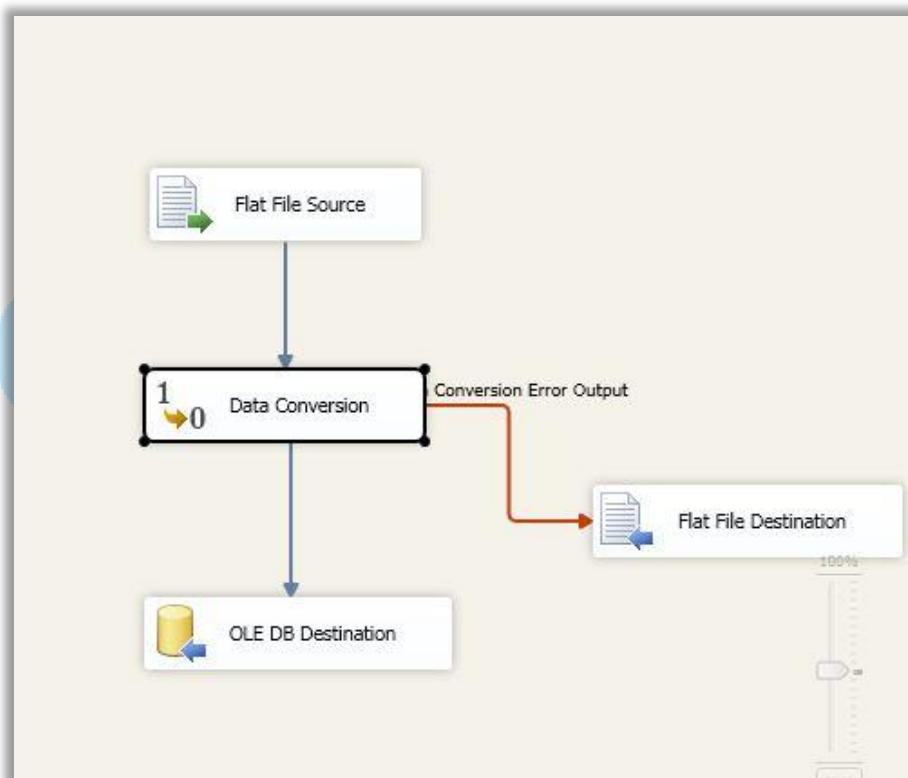 Flat File Source
1
0
Data Conversion
Conversion Error Output
Flat File Destination
100%
OLE DB Destination